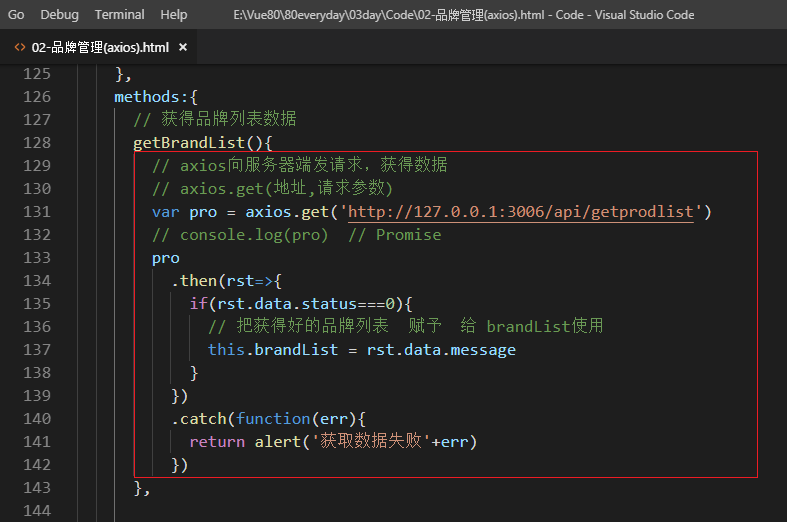 Go Debug Terminal Help E:\Vue80\80everyday\03day\Code\02-品牌管理(axios).html - Code - Visual Studio Code
<> 02-品牌管理(axios).html ×
125 },
126 methods:{
127 // 获得品牌列表数据
128 getBrandList(){
129 // axios向服务器端发请求，获得数据
130 // axios.get(地址,请求参数)
131 var pro = axios.get('http://127.0.0.1:3006/api/getprodlist')
132 // console.log(pro)  // Promise
133 pro
134 .then(rst=>{
135 if(rst.data.status===0){
136 // 把获得好的品牌列表  赋予  给 brandList使用
137 this.brandList = rst.data.message
138 }
139 })
140 .catch(function(err){
141 return alert('获取数据失败'+err)
142 })
143 },
144